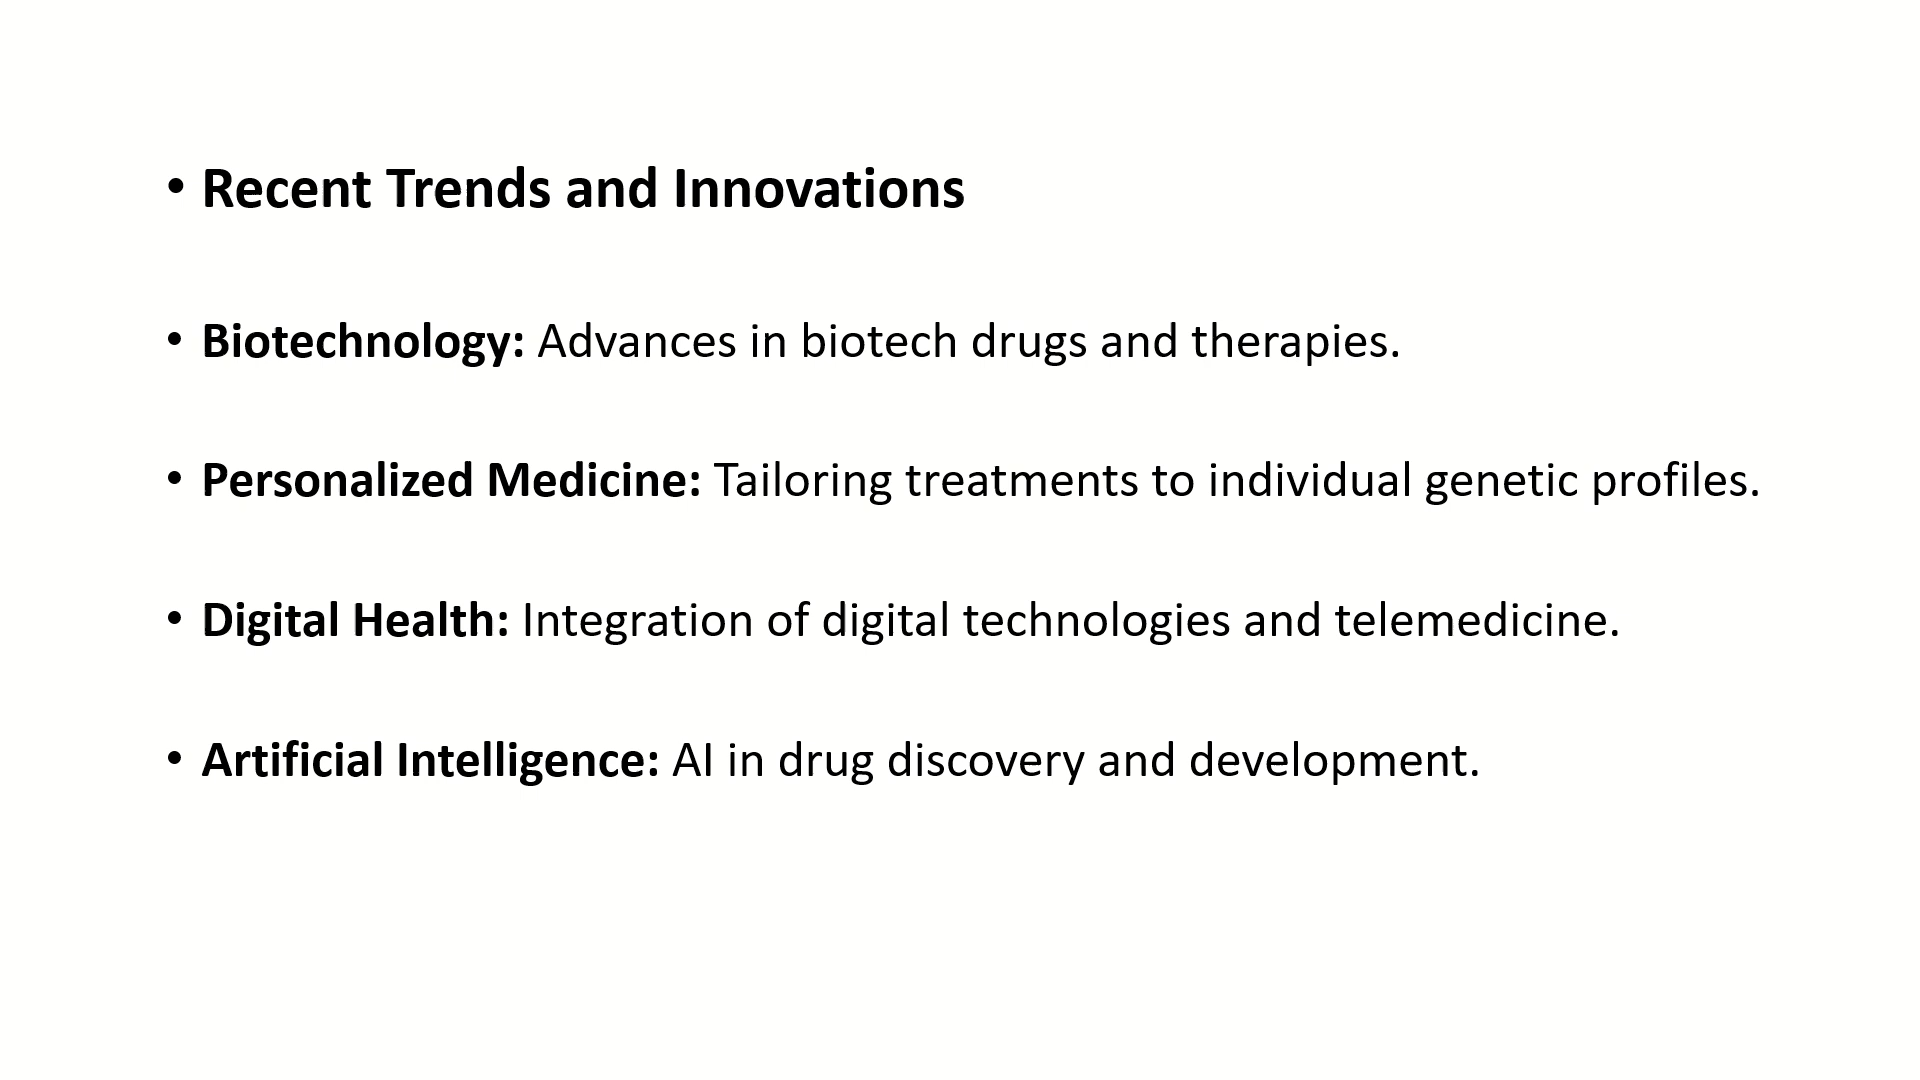 • Recent Trends and Innovations
• Biotechnology: Advances in biotech drugs and therapies.
• Personalized Medicine: Tailoring treatments to individual genetic profiles.
• Digital Health: Integration of digital technologies and telemedicine.
• Artificial Intelligence: AI in drug discovery and development.